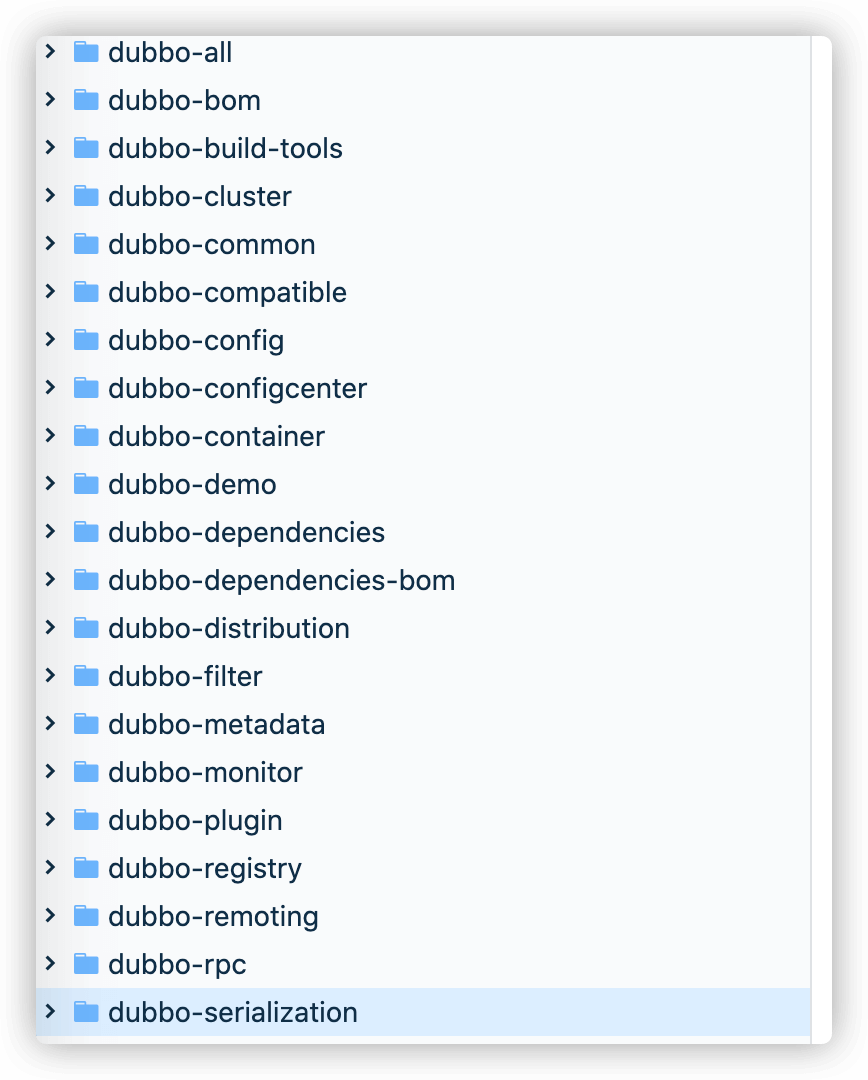 dubbo-all
dubbo-bom
dubbo-build-tools
dubbo-cluster
dubbo-common
dubbo-compatible
dubbo-config
dubbo-configcenter
dubbo-container
dubbo-demo
dubbo-dependencies
dubbo-dependencies-bom
dubbo-distribution
dubbo-filter
dubbo-metadata
dubbo-monitor
dubbo-plugin
dubbo-registry
dubbo-remoting
dubbo-rpc
dubbo-serialization